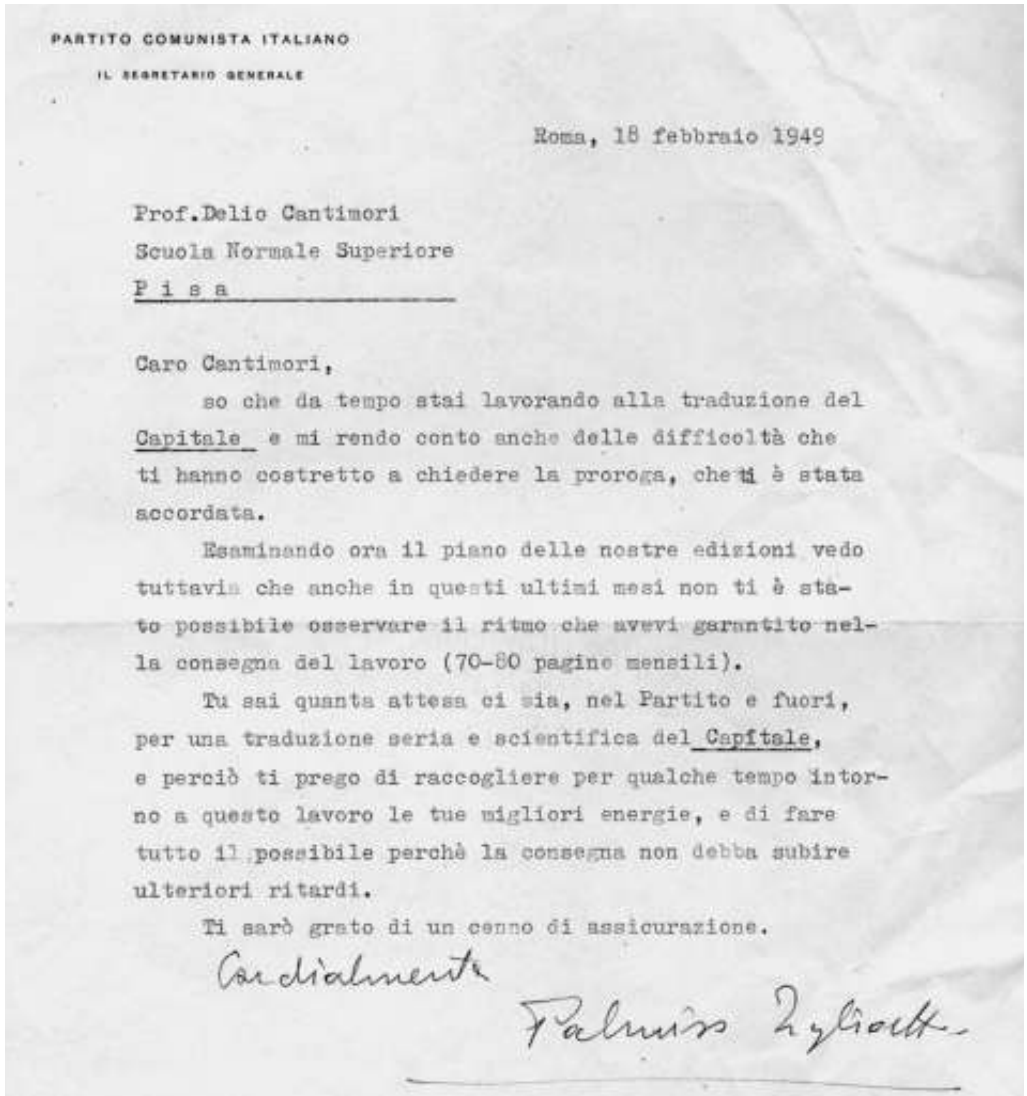 PARTITO COMUNISTA ITALIANO
IL SEGRETARIO GENERALE
Roma, 18 febbraio 1949
Prof.Delio Cantimori
Scuola Normale Superiore
P i s a
Caro Cantimori,
so che da tempo stai lavorando alla traduzione del
Capitale e mi rendo conto anche delle difficoltà che
ti hanno costretto a chiedere la proroga, che ti è stata
accordata.
Esaminando ora il piano delle nostre edizioni vedo
tuttavia che anche in questi ultimi mesi non ti è sta-
to possibile osservare il ritmo che avevi garantito nel-
la consegna del lavoro (70-80 pagine mensili).
Tu sai quanta attesa ci sia, nel Partito e fuori,
per una traduzione seria e scientifica del Capitale,
e perciò ti prego di raccogliere per qualche tempo intor-
no a questo lavoro le tue migliori energie, e di fare
tutto il possibile perchè la consegna non debba subire
ulteriori ritardi.
Ti sarò grato di un cenno di assicurazione.
Cordialmente
Palmiro Togliatti